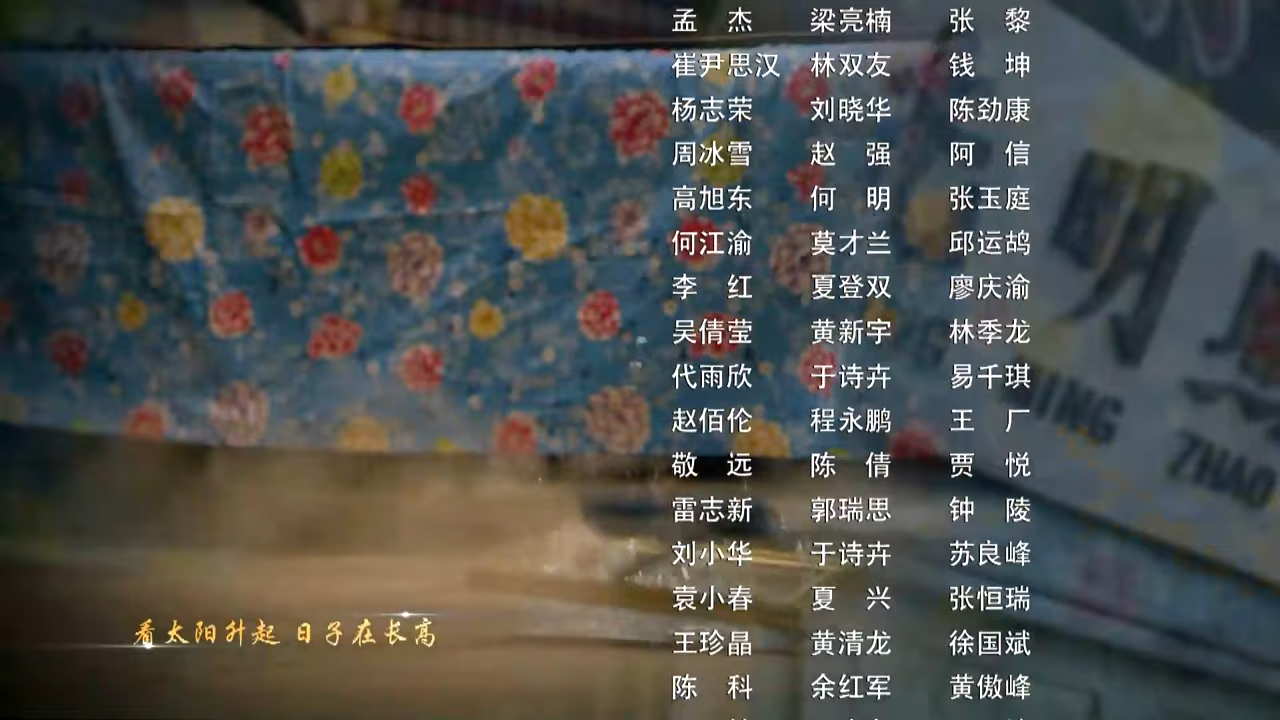 孟 杰 梁亮楠 张 黎
崔尹思汉 林双友 钱 坤
杨志荣 刘晓华 陈劲康
周冰雪 赵 强 阿 信
高旭东 何 明 张玉庭
何江渝 莫才兰 邱运鸪
李 红 夏登双 廖庆渝
吴倩莹 黄新宇 林季龙
代雨欣 于诗卉 易千琪
赵佰伦 程永鹏 王 厂
敬 远 陈 倩 贾 悦
雷志新 郭瑞思 钟 陵
刘小华 于诗卉 苏良峰
袁小春 夏 兴 张恒瑞
王珍晶 黄清龙 徐国斌
陈 科 余红军 黄傲峰
看太阳升起 日子在长高
明
ZHAO